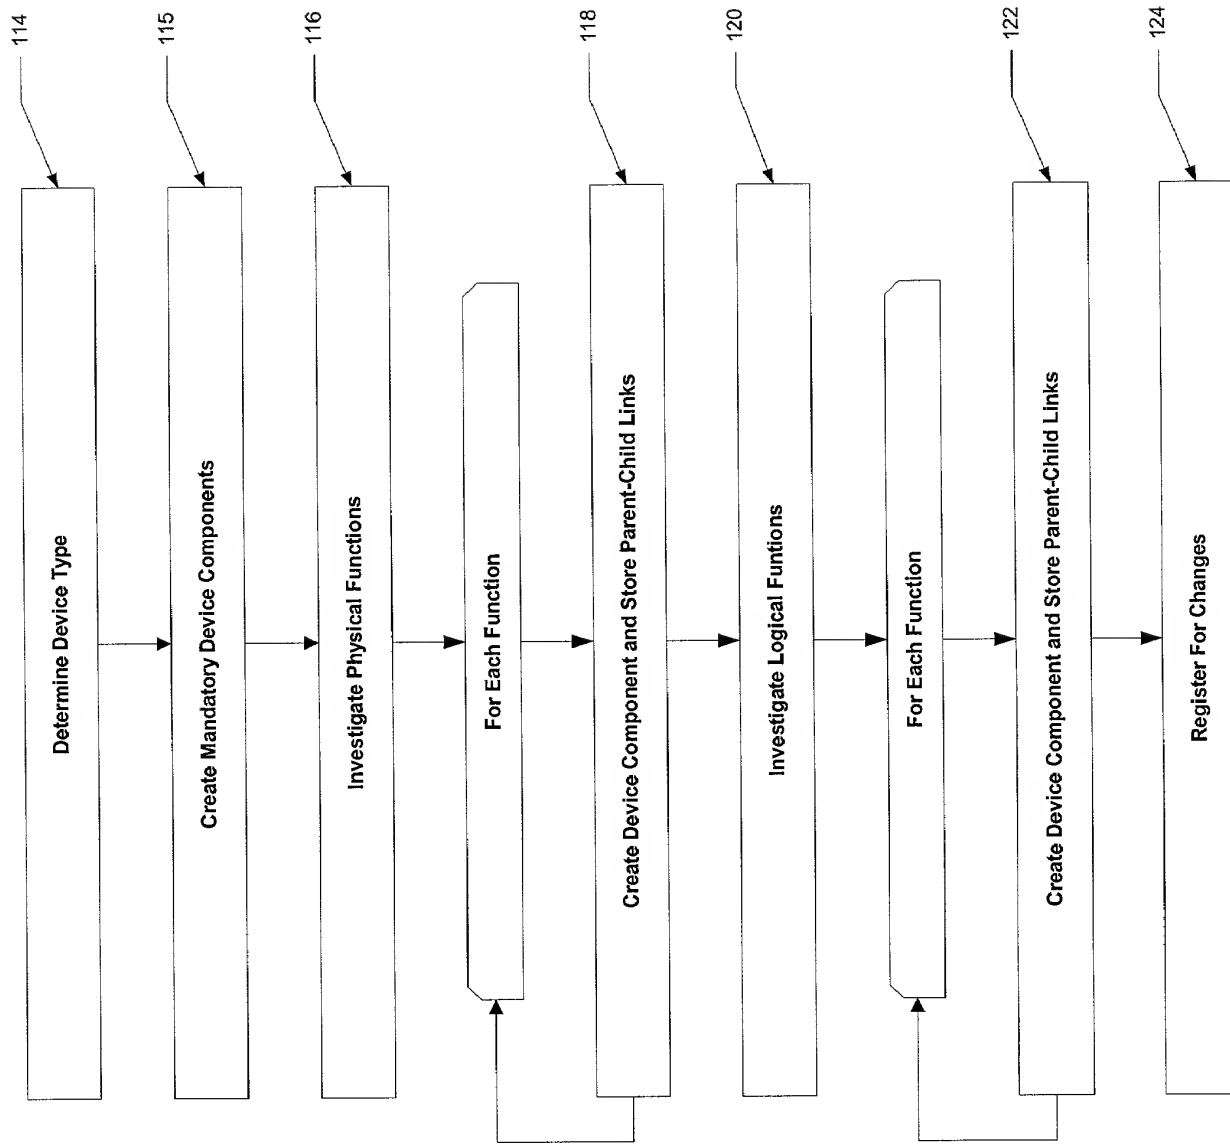 Determine Device Type
114
Create Mandatory Device Components
115
Investigate Physical Functions
116
For Each Function
Create Device Component and Store Parent-Child Links
118
Investigate Logical Funtions
120
For Each Function
Create Device Component and Store Parent-Child Links
122
Register For Changes
124